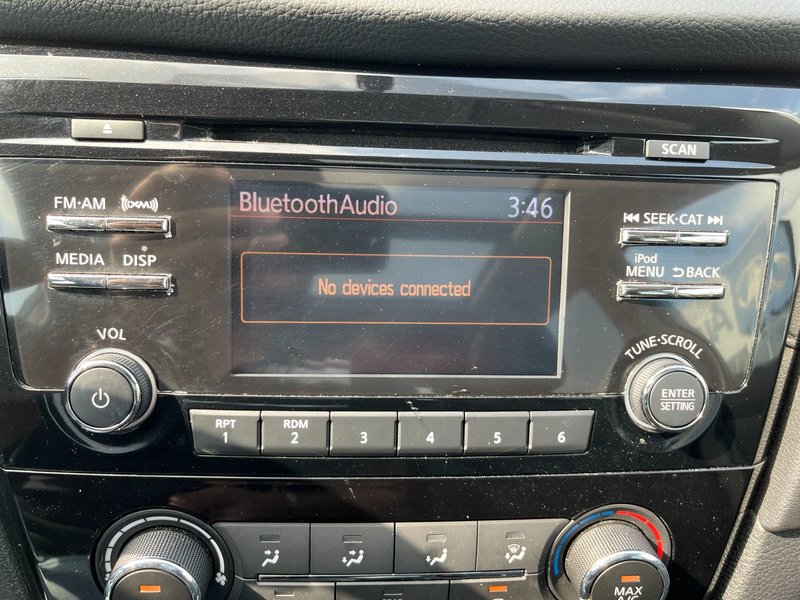 SCAN
FM·AM
((XM))
MEDIA DISP
VOL
BluetoothAudio 3:46
No devices connected
SEEK·CAT
iPod
MENU BACK
TUNE·SCROLL
ENTER
SETTING
RPT
1
RDM
2
3
4
5
6
MAX
A/C